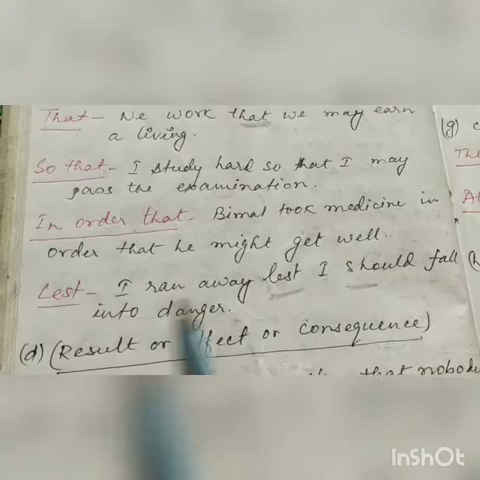 That - We work that we may earn
a living.
So that - I study hard so that I may
pass the examination.
In order that - Bimal took medicine in
order that he might get well.
Lest - I ran away lest I should fall
into danger.
(d) (Result or effect or consequence)
that nobody
(g)
InShOt